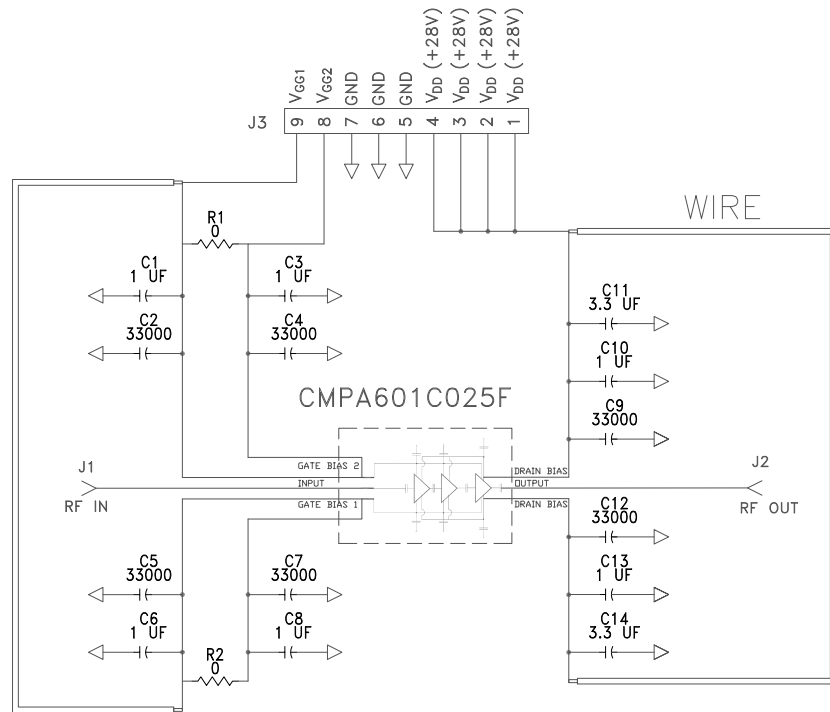 VGG1
VGG2
GND
GND
GND
VDD (+28V)
VDD (+28V)
VDD (+28V)
VDD (+28V)
J3
9 8 7 6 5 4 3 2 1
WIRE
R1
0
C1
1 UF
C3
1 UF
C2
33000
C4
33000
C11
3.3 UF
C10
1 UF
C9
33000
CMPA601C025F
GATE BIAS 2
DRAIN BIAS
J1
INPUT
OUTPUT
J2
RF IN
GATE BIAS 1
DRAIN BIAS
RF OUT
C12
33000
C5
33000
C7
33000
C13
1 UF
C6
1 UF
C8
1 UF
C14
3.3 UF
R2
0